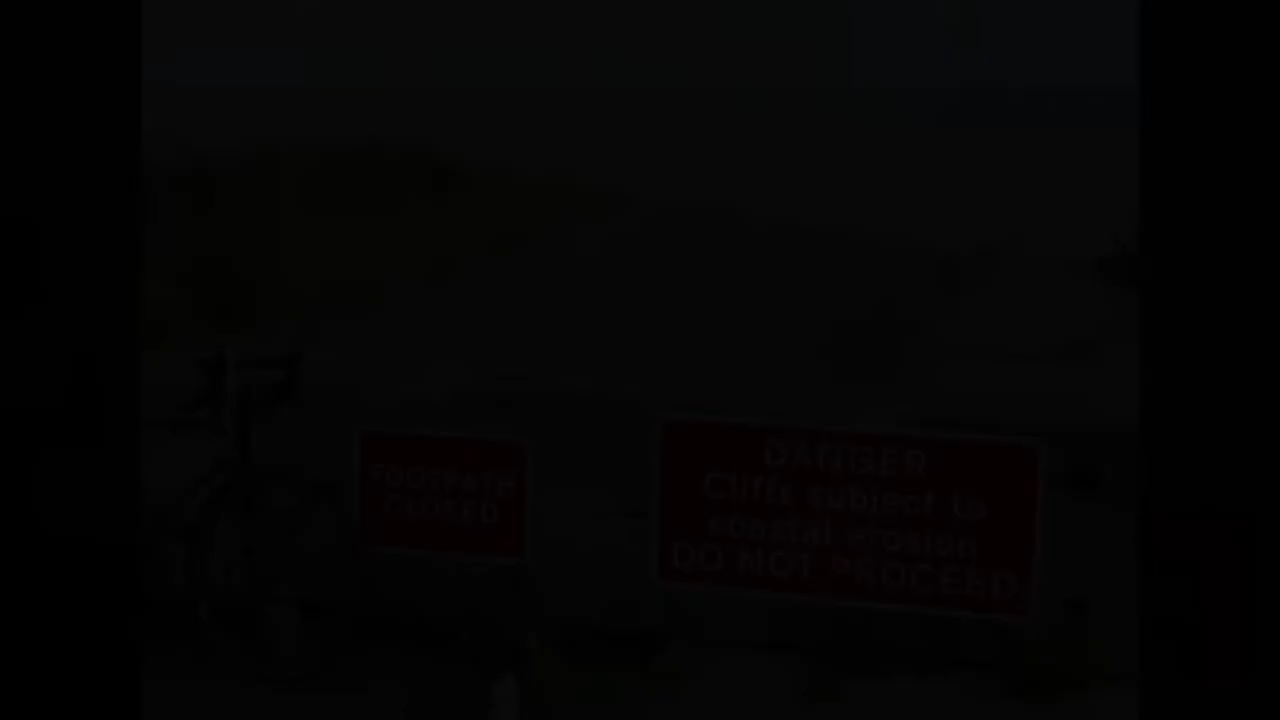 FOOTPATH
CLOSED
DANGER
Cliffs subject to
coastal erosion
DO NOT PROCEED